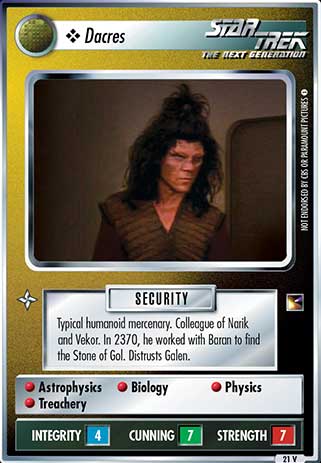 ❖ Dacres
STAR TREK
THE NEXT GENERATION
NOT ENDORSED BY CBS OR PARAMOUNT PICTURES
SECURITY
Typical humanoid mercenary. Colleague of Narik
and Vekor. In 2370, he worked with Baran to find
the Stone of Gol. Distrusts Galen.
Astrophysics Biology Physics
Treachery
INTEGRITY 4 CUNNING 7 STRENGTH 7
21 V